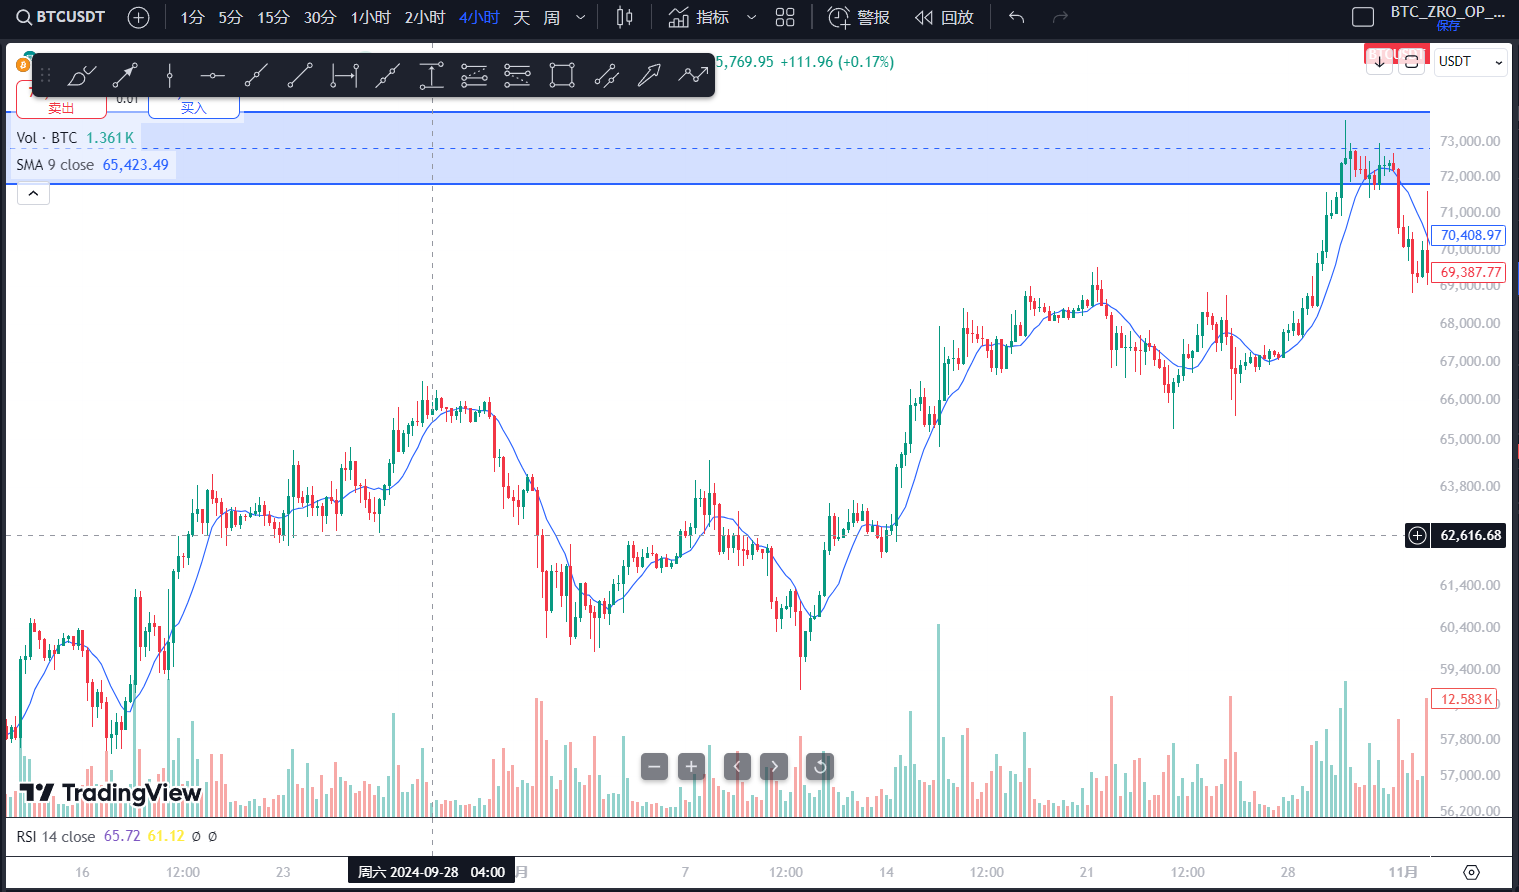 BTCUSDT 1分 5分 15分 30分 1小时 2小时 4小时 天 周 指标 警报 回放 BTC_ZRO_OP_...
保存
5,769.95 +111.96 (+0.17%)
USDT
0.01
卖出 买入
Vol · BTC 1.361K
SMA 9 close 65,423.49
73,000.00
72,000.00
71,000.00
70,408.97
70,000.00
69,387.77
69,000.00
68,000.00
67,000.00
66,000.00
65,000.00
63,800.00
62,616.68
61,400.00
60,400.00
59,400.00
12.583K
57,800.00
57,000.00
56,200.00
TradingView
RSI 14 close 65.72 61.12 Ø Ø
16 12:00 23 周六 2024-09-28 04:00 月 7 12:00 14 12:00 21 12:00 28 11月